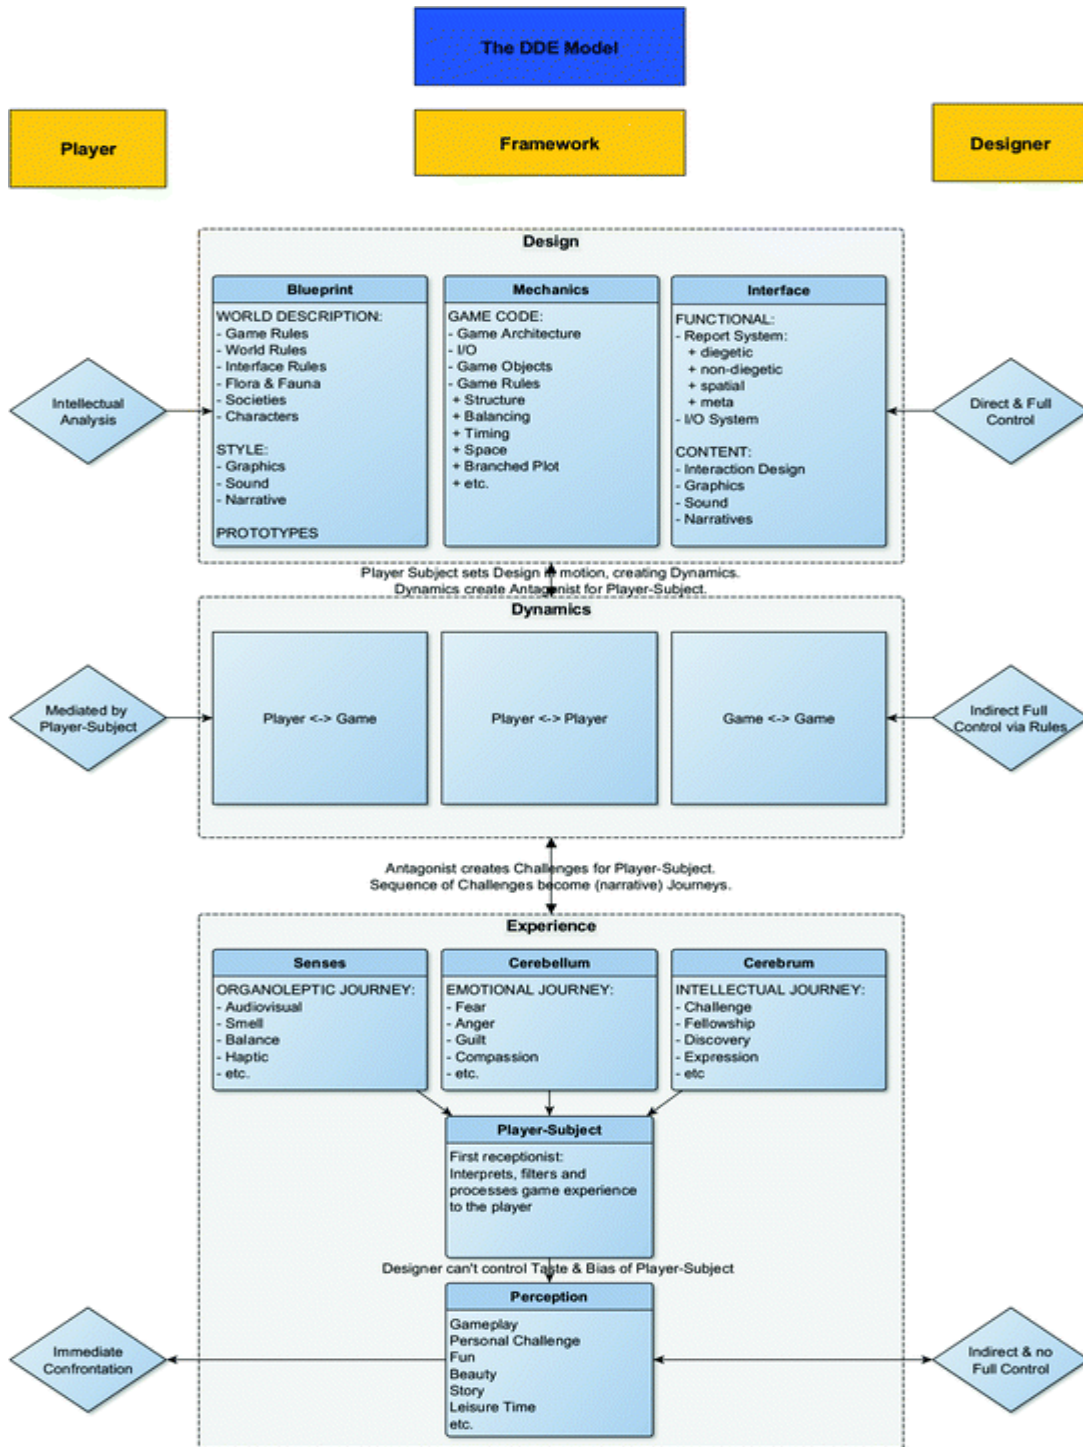 The DDE Model
Player
Framework
Designer
Design
Blueprint
WORLD DESCRIPTION:
- Game Rules
- World Rules
- Interface Rules
- Flora & Fauna
- Societies
- Characters
STYLE:
- Graphics
- Sound
- Narrative
PROTOTYPES
Mechanics
GAME CODE:
- Game Architecture
- I/O
- Game Objects
- Game Rules
+ Structure
+ Balancing
+ Timing
+ Space
+ Branched Plot
+ etc.
Interface
FUNCTIONAL:
- Report System:
+ diegetic
+ non-diegetic
+ spatial
+ meta
- I/O System
CONTENT:
- Interaction Design
- Graphics
- Sound
- Narratives
Intellectual
Analysis
Direct & Full
Control
Player Subject sets Design in motion, creating Dynamics.
Dynamics create Antagonist for Player-Subject.
Dynamics
Mediated by
Player-Subject
Player <-> Game
Player <-> Player
Game <-> Game
Indirect Full
Control via Rules
Antagonist creates Challenges for Player-Subject.
Sequence of Challenges become (narrative) Journeys.
Experience
Senses
ORGANOLEPTIC JOURNEY:
- Audiovisual
- Smell
- Balance
- Haptic
- etc.
Cerebellum
EMOTIONAL JOURNEY:
- Fear
- Anger
- Guilt
- Compassion
- etc.
Cerebrum
INTELLECTUAL JOURNEY:
- Challenge
- Fellowship
- Discovery
- Expression
- etc
Player-Subject
First receptionist:
Interprets, filters and
processes game experience
to the player
Designer can't control Taste & Bias of Player-Subject
Perception
Gameplay
Personal Challenge
Fun
Beauty
Story
Leisure Time
etc.
Immediate
Confrontation
Indirect & no
Full Control